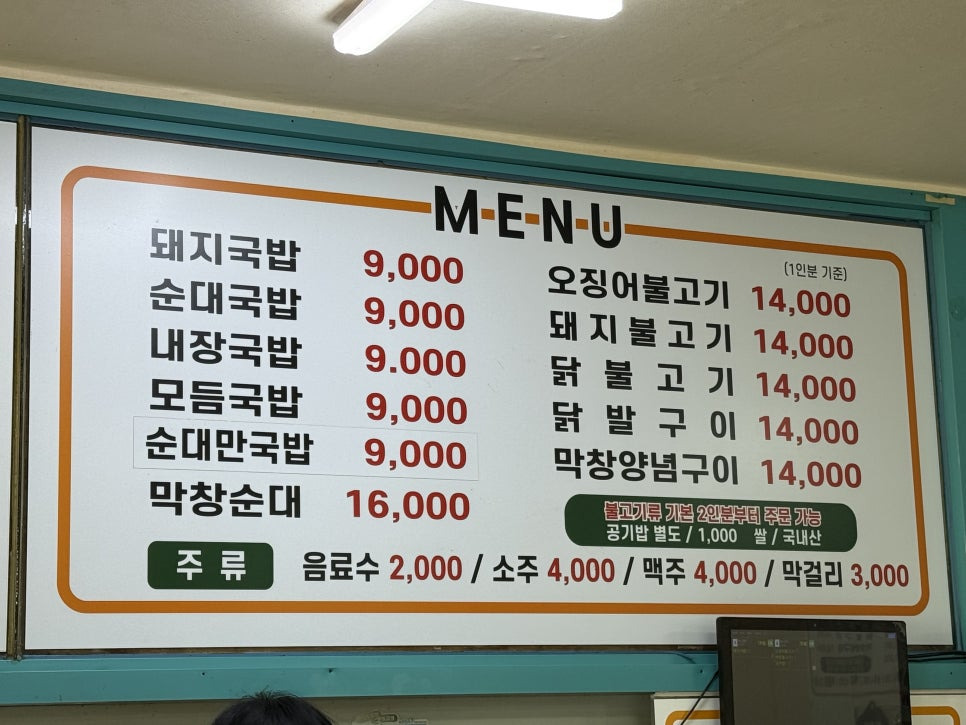 MENU
돼지국밥 9,000
순대국밥 9,000
내장국밥 9.000
모듬국밥 9,000
순대만국밥 9,000
막창순대 16,000
(1인분 기준)
오징어불고기 14,000
돼지불고기 14,000
닭불고기 14,000
닭발구이 14,000
막창양념구이 14,000
불고기류 기본 2인분부터 주문 가능
공기밥 별도 / 1,000 쌀 / 국내산
주류 음료수 2,000 / 소주 4,000 / 맥주 4,000 / 막걸리 3,000